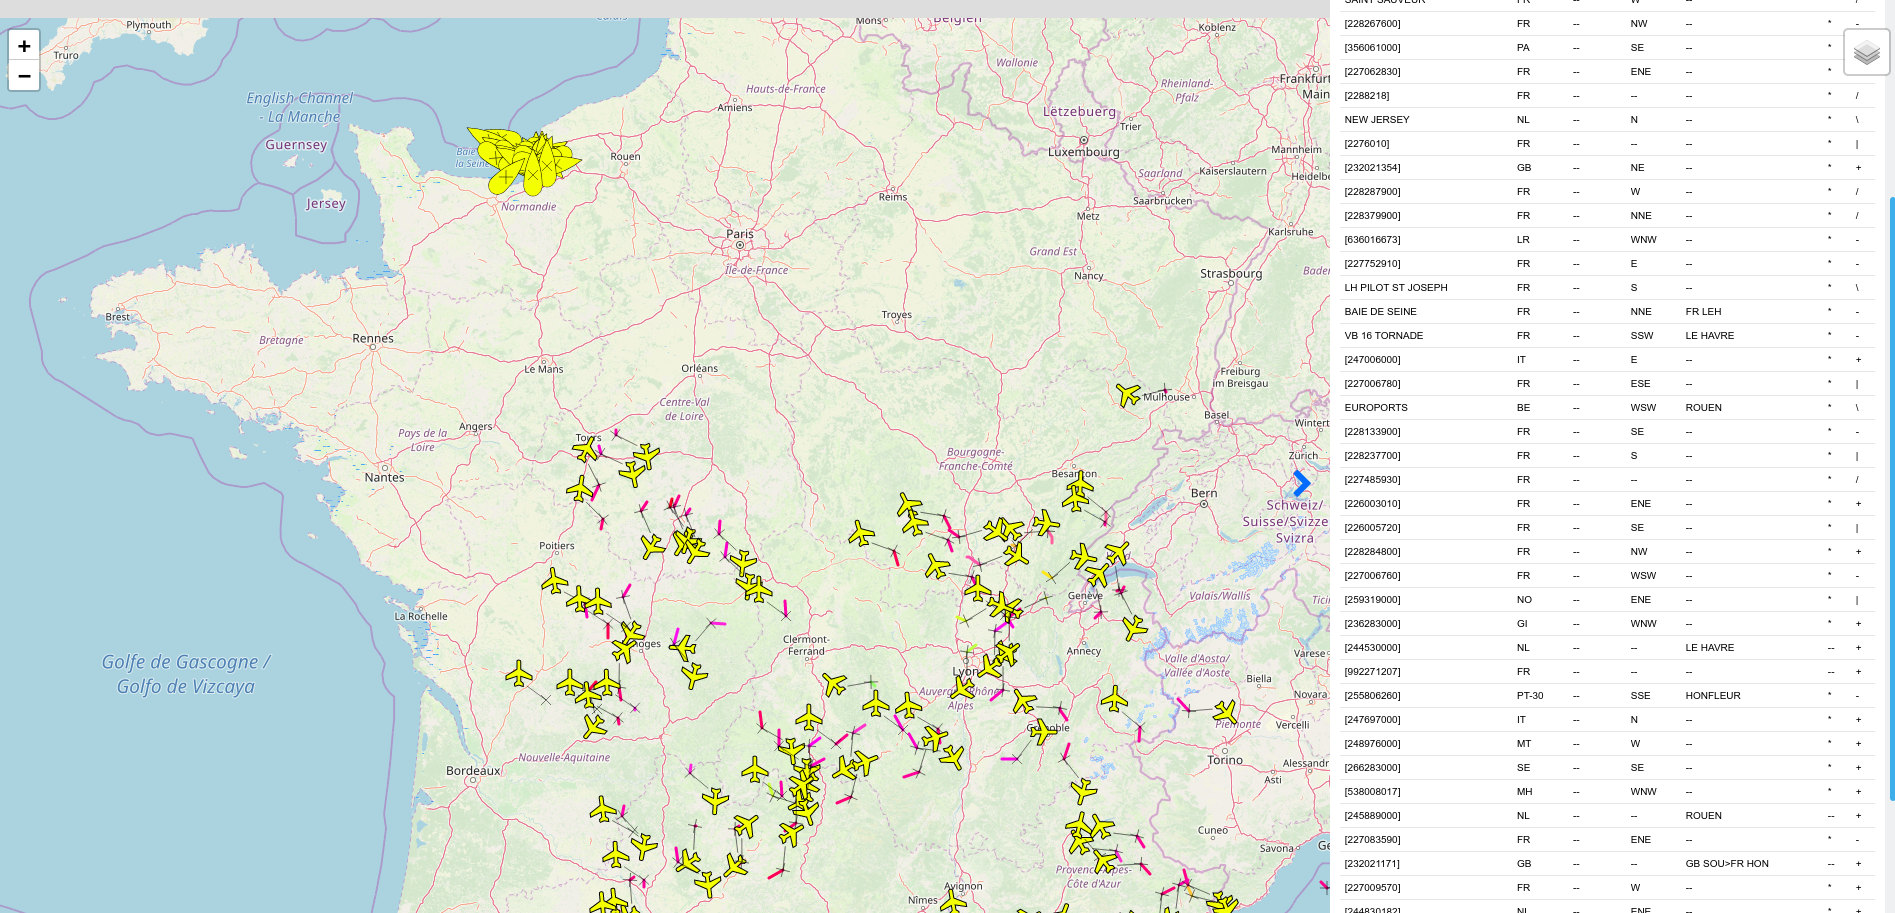 +
−
Plymouth
Truro
English Channel
- La Manche
Guernsey
Jersey
Baie
la Seine
Normandie
Rouen
Amiens
Hauts-de-France
Mons
Wallonie
Koblenz
Rheinland-
Pfalz
Frankfurt
Main
Lëtzebuerg
Trier
Luxembourg
Mannheim
Kaiserslautern
Heidelbe
Saarland
Saarbrücken
Reims
Metz
Karlsruhe
Paris
Île-de-France
Grand Est
Nancy
Strasbourg
Baden
Brest
Bretagne
Rennes
Troyes
Le Mans
Orléans
Freiburg
im Breisgau
Mulhouse
Basel
Wintert
Centre-Val
de Loire
Angers
Pays de la
Loire
Tours
Nantes
Bourgogne-
Franche-Comté
Besançon
Zürich
Bern
Schweiz/
Suisse/Svizze
Svizra
Poitiers
La Rochelle
Genève
Valais/Wallis
Ticin
Clermont-
Ferrand
Annecy
Golfe de Gascogne /
Golfo de Vizcaya
Lyon
Auvergne-Rhône-
Alpes
Valle d'Aosta/
Vallée d'Aoste
Varese
Biella
Novara
Vercelli
Piemonte
Grenoble
Nouvelle-Aquitaine
Bordeaux
Torino
Alessandr
Asti
Cuneo
Savona
Ge
Provence-Alpes-
Côte d'Azur
Avignon
Nîmes
SAINT SAUVEUR FR -- W -- /
[228267600] FR -- NW -- * -
[356061000] PA -- SE -- *
[227062830] FR -- ENE -- *
[2288218] FR -- -- -- * /
NEW JERSEY NL -- N -- * \
[2276010] FR -- -- -- * |
[232021354] GB -- NE -- * +
[228287900] FR -- W -- * /
[228379900] FR -- NNE -- * /
[636016673] LR -- WNW -- * -
[227752910] FR -- E -- * -
LH PILOT ST JOSEPH FR -- S -- * \
BAIE DE SEINE FR -- NNE FR LEH * -
VB 16 TORNADE FR -- SSW LE HAVRE * -
[247006000] IT -- E -- * +
[227006780] FR -- ESE -- * |
EUROPORTS BE -- WSW ROUEN * \
[228133900] FR -- SE -- * -
[228237700] FR -- S -- * |
[227485930] FR -- -- -- * /
[226003010] FR -- ENE -- * +
[226005720] FR -- SE -- * |
[228284800] FR -- NW -- * +
[227006760] FR -- WSW -- * -
[259319000] NO -- ENE -- * |
[236283000] GI -- WNW -- * +
[244530000] NL -- -- LE HAVRE -- +
[992271207] FR -- -- -- -- +
[255806260] PT-30 -- SSE HONFLEUR * -
[247697000] IT -- N -- * +
[248976000] MT -- W -- * +
[266283000] SE -- SE -- * +
[538008017] MH -- WNW -- * +
[245889000] NL -- -- ROUEN -- +
[227083590] FR -- ENE -- * -
[232021171] GB -- -- GB SOU>FR HON -- +
[227009570] FR -- W -- * +
[244830182] NL -- ENE -- * +